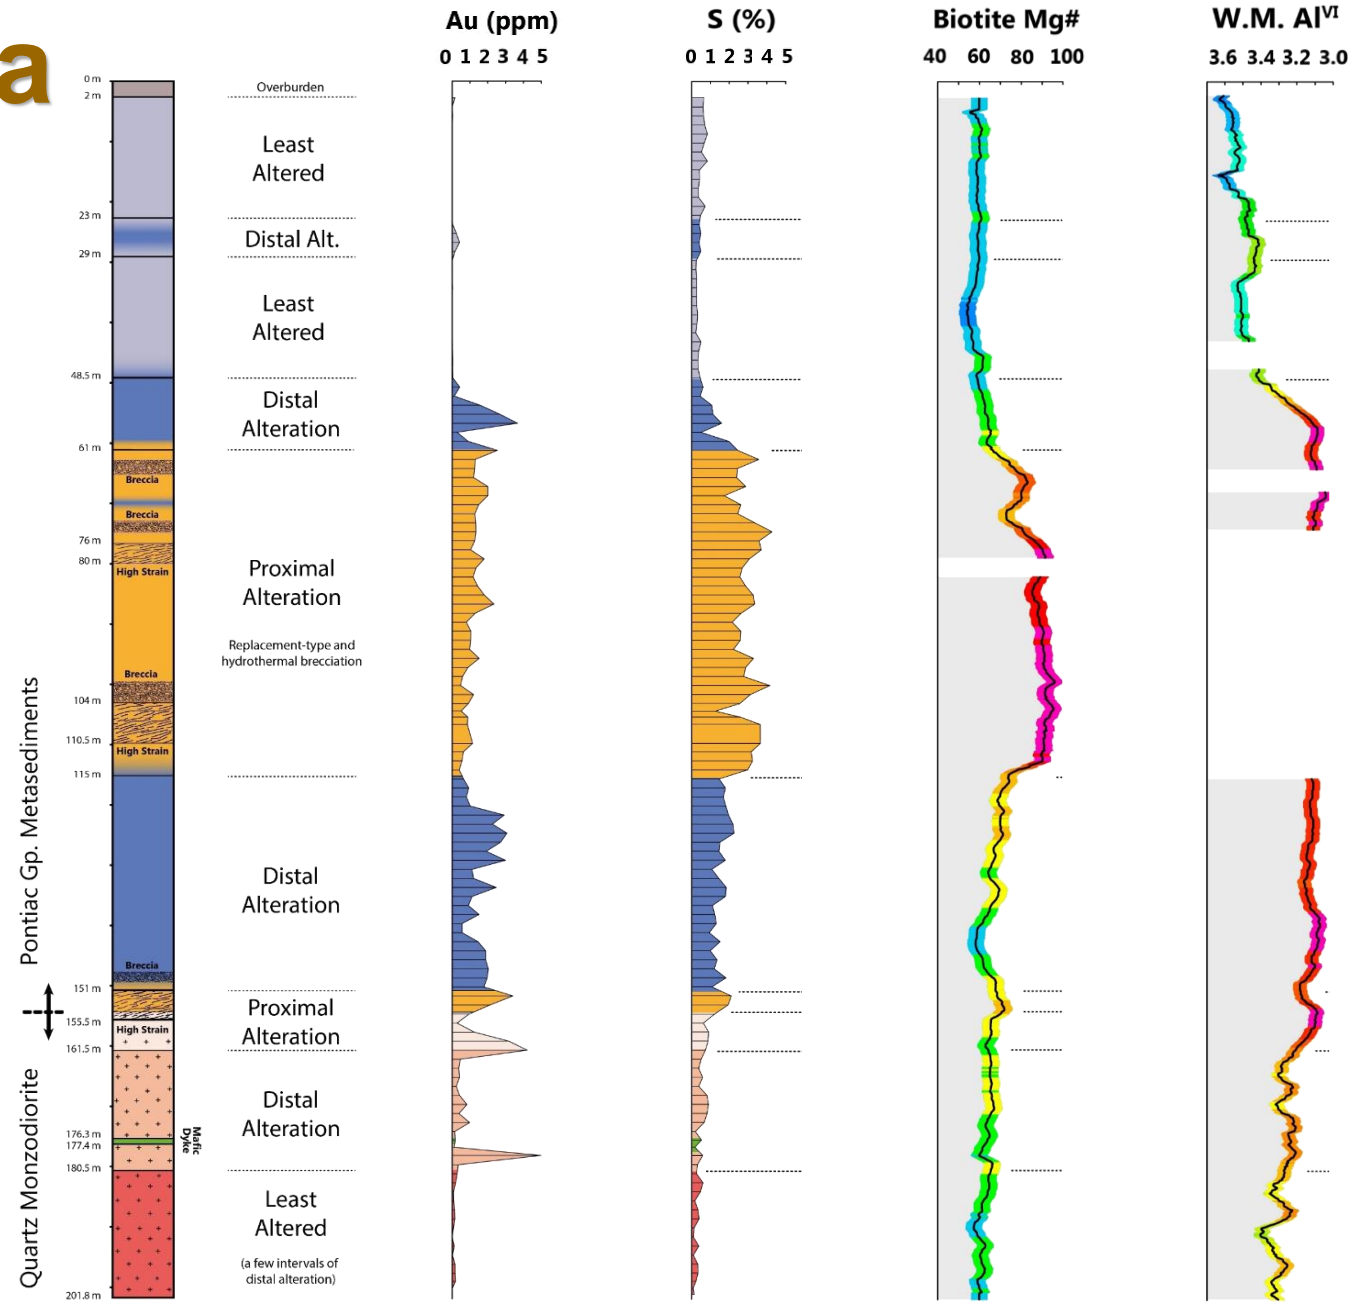 a
Au (ppm)
S (%)
Biotite Mg#
W.M. Al^VI
0 1 2 3 4 5
0 1 2 3 4 5
40 60 80 100
3.6 3.4 3.2 3.0
0 m
2 m
23 m
29 m
48.5 m
61 m
76 m
80 m
104 m
110.5 m
115 m
151 m
155.5 m
161.5 m
176.3 m
177.4 m
180.5 m
201.8 m
Pontiac Gp. Metasediments
Quartz Monzodiorite
Breccia
Breccia
High Strain
Breccia
High Strain
Breccia
High Strain
Mafic
Dyke
Overburden
Least
Altered
Distal Alt.
Least
Altered
Distal
Alteration
Proximal
Alteration
Replacement-type and
hydrothermal brecciation
Distal
Alteration
Proximal
Alteration
Distal
Alteration
Least
Altered
(a few intervals of
distal alteration)